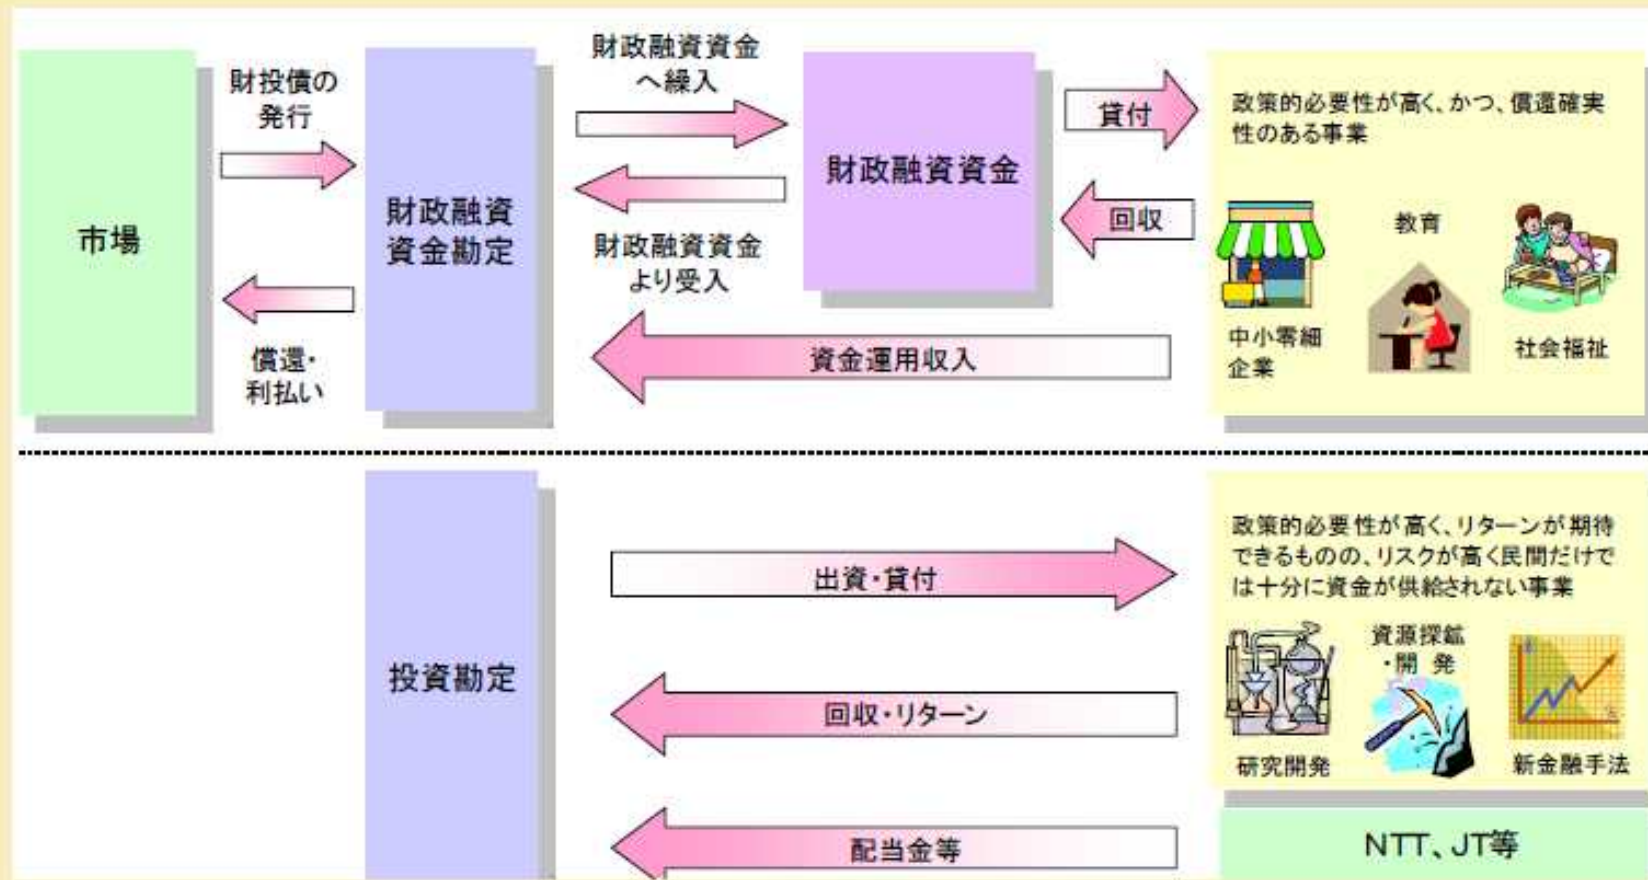 市場
財投債の
発行
償還・
利払い
財政融資
資金勘定
財政融資資金
へ繰入
財政融資資金
より受入
財政融資資金
貸付
回収
資金運用収入
政策的必要性が高く、かつ、償還確実
性のある事業
中小零細
企業
教育
社会福祉
投資勘定
出資・貸付
回収・リターン
配当金等
政策的必要性が高く、リターンが期待
できるものの、リスクが高く民間だけで
は十分に資金が供給されない事業
研究開発
資源探鉱
・開発
新金融手法
NTT、JT等